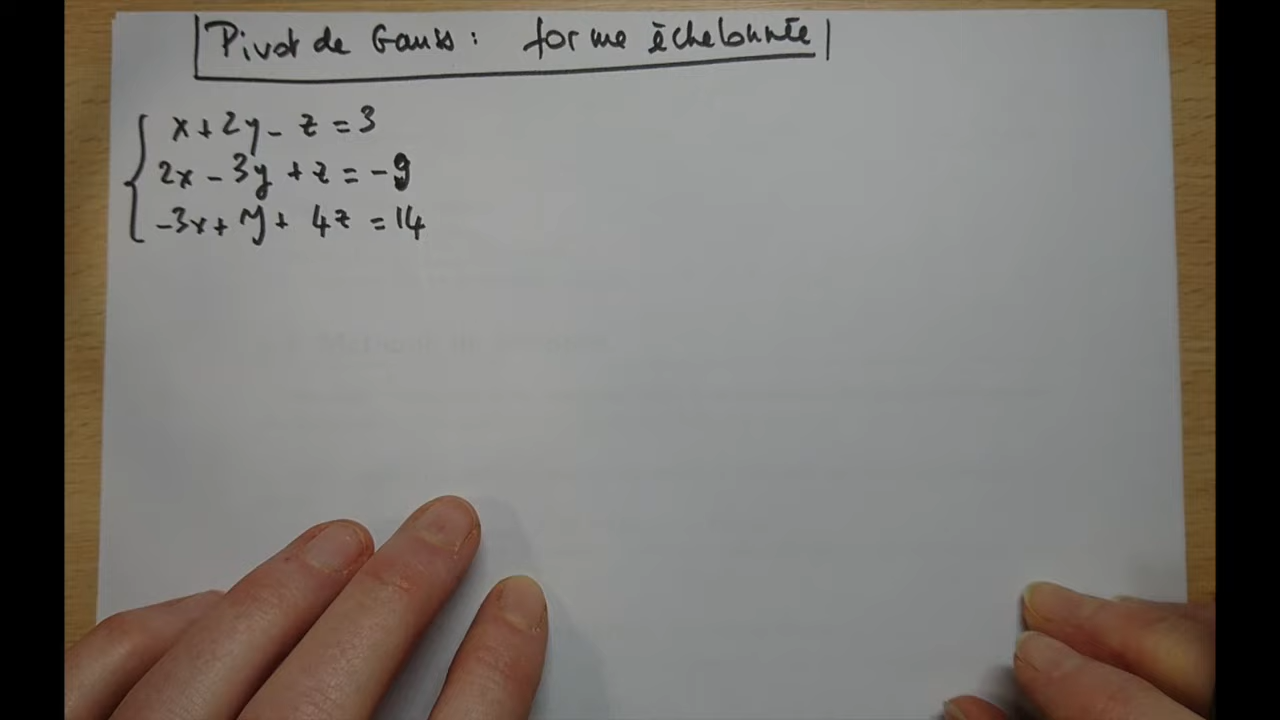 Pivot de Gauss : forme échelonnée
x + 2y - z = 3
2x - 3y + z = -9
-3x + y + 4z = 14